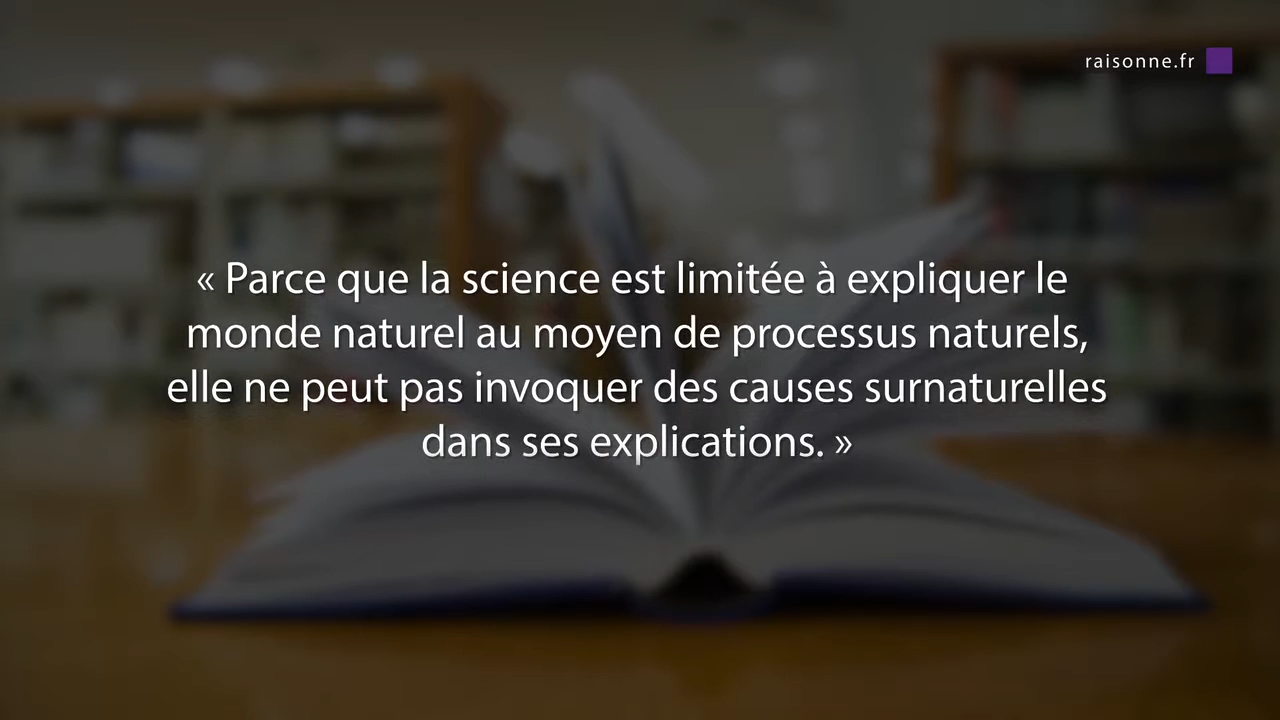 raisonne.fr
« Parce que la science est limitée à expliquer le
monde naturel au moyen de processus naturels,
elle ne peut pas invoquer des causes surnaturelles
dans ses explications. »